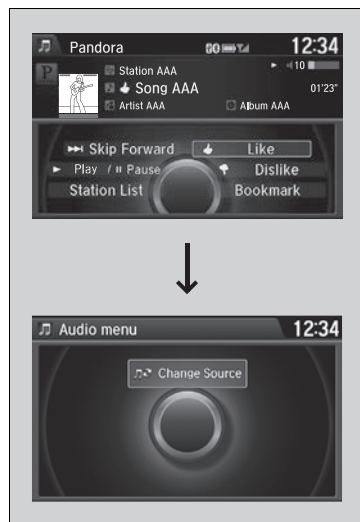 Pandora 12:34
Station AAA 10
Song AAA 01'23"
Artist AAA Album AAA
Skip Forward Like
Play / Pause Dislike
Station List Bookmark
Audio menu 12:34
Change Source